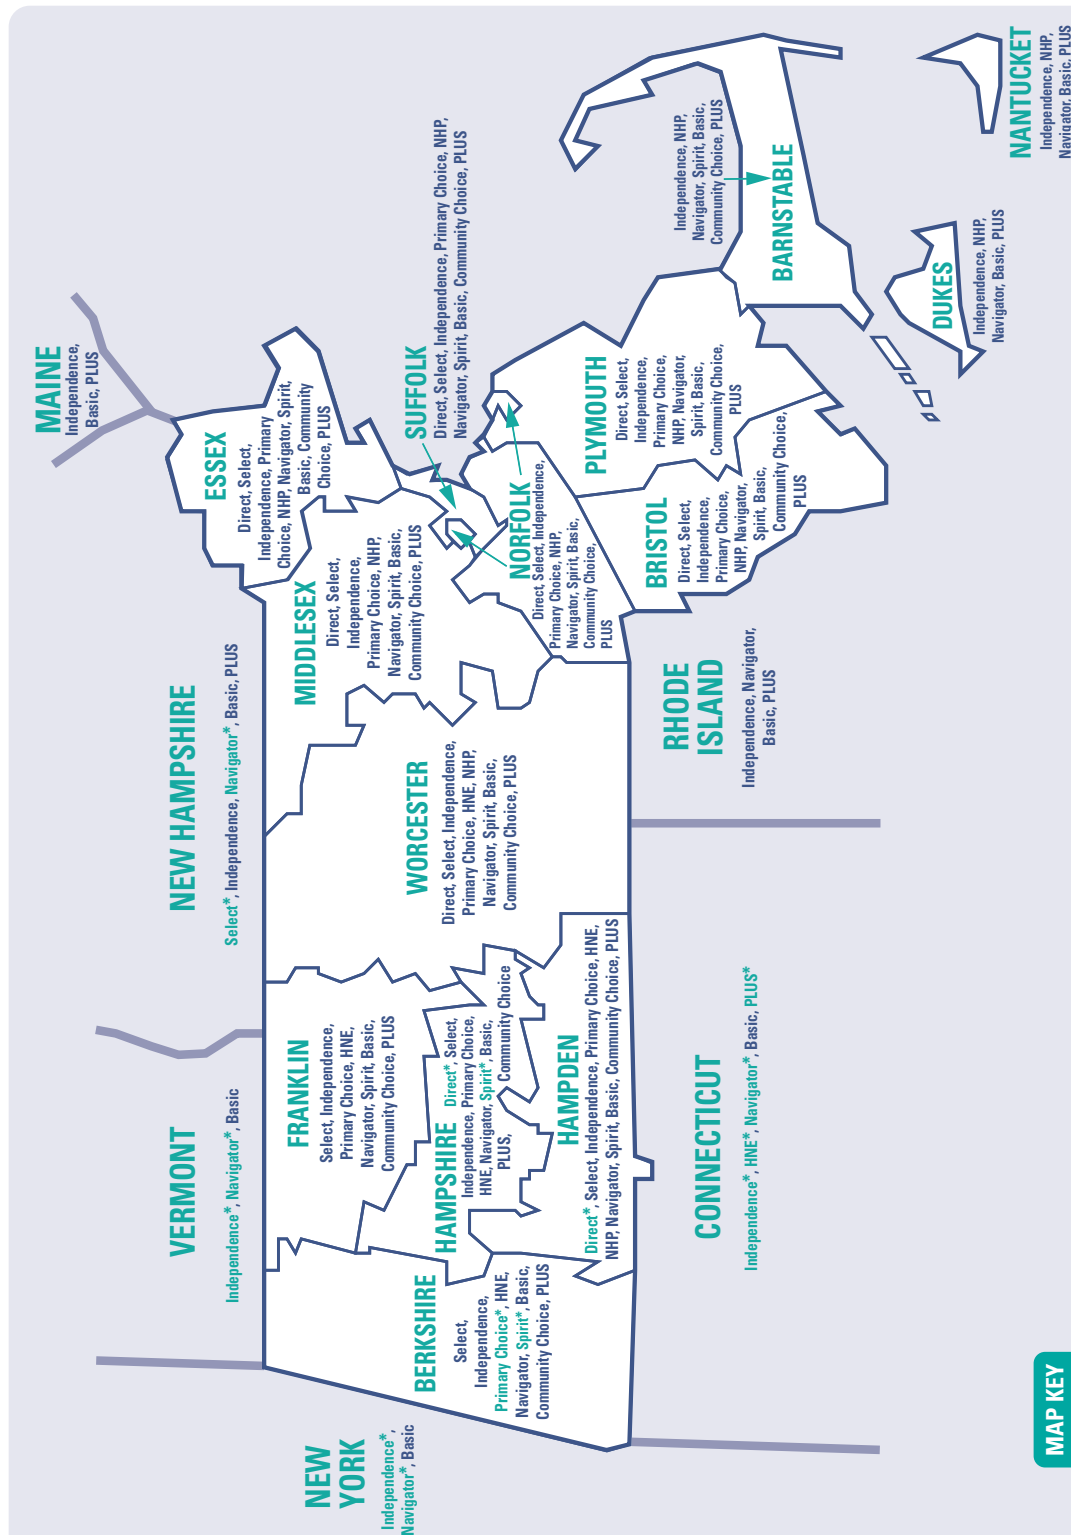 MAINE
Independence,
Basic, PLUS
NEW HAMPSHIRE
Select*, Independence, Navigator*, Basic, PLUS
VERMONT
Independence*, Navigator*, Basic
NEW
YORK
Independence*,
Navigator*, Basic
BERKSHIRE
Select,
Independence,
Primary Choice*, HNE,
Navigator, Spirit*, Basic,
Community Choice, PLUS
FRANKLIN
Select, Independence,
Primary Choice, HNE,
Navigator, Spirit, Basic,
Community Choice, PLUS
HAMPSHIRE
Direct*, Select,
Independence, Primary Choice,
HNE, Navigator, Spirit*, Basic,
PLUS, Community Choice
HAMPDEN
Direct*, Select, Independence, Primary Choice, HNE,
NHP, Navigator, Spirit, Basic, Community Choice, PLUS
WORCESTER
Direct, Select, Independence,
Primary Choice, HNE, NHP,
Navigator, Spirit, Basic,
Community Choice, PLUS
MIDDLESEX
Direct, Select,
Independence,
Primary Choice, NHP,
Navigator, Spirit, Basic,
Community Choice, PLUS
ESSEX
Direct, Select,
Independence, Primary
Choice, NHP, Navigator, Spirit,
Basic, Community
Choice, PLUS
SUFFOLK
Direct, Select, Independence, Primary Choice, NHP,
Navigator, Spirit, Basic, Community Choice, PLUS
NORFOLK
Direct, Select, Independence,
Primary Choice, NHP,
Navigator, Spirit, Basic,
Community Choice,
PLUS
PLYMOUTH
Direct, Select,
Independence,
Primary Choice,
NHP, Navigator,
Spirit, Basic,
Community Choice,
PLUS
BRISTOL
Direct, Select,
Independence,
Primary Choice,
NHP, Navigator,
Spirit, Basic,
Community Choice,
PLUS
Independence, NHP,
Navigator, Spirit, Basic,
Community Choice, PLUS
BARNSTABLE
DUKES
Independence, NHP,
Navigator, Basic, PLUS
NANTUCKET
Independence, NHP,
Navigator, Basic, PLUS
RHODE
ISLAND
Independence, Navigator,
Basic, PLUS
CONNECTICUT
Independence*, HNE*, Navigator*, Basic, PLUS*
MAP KEY